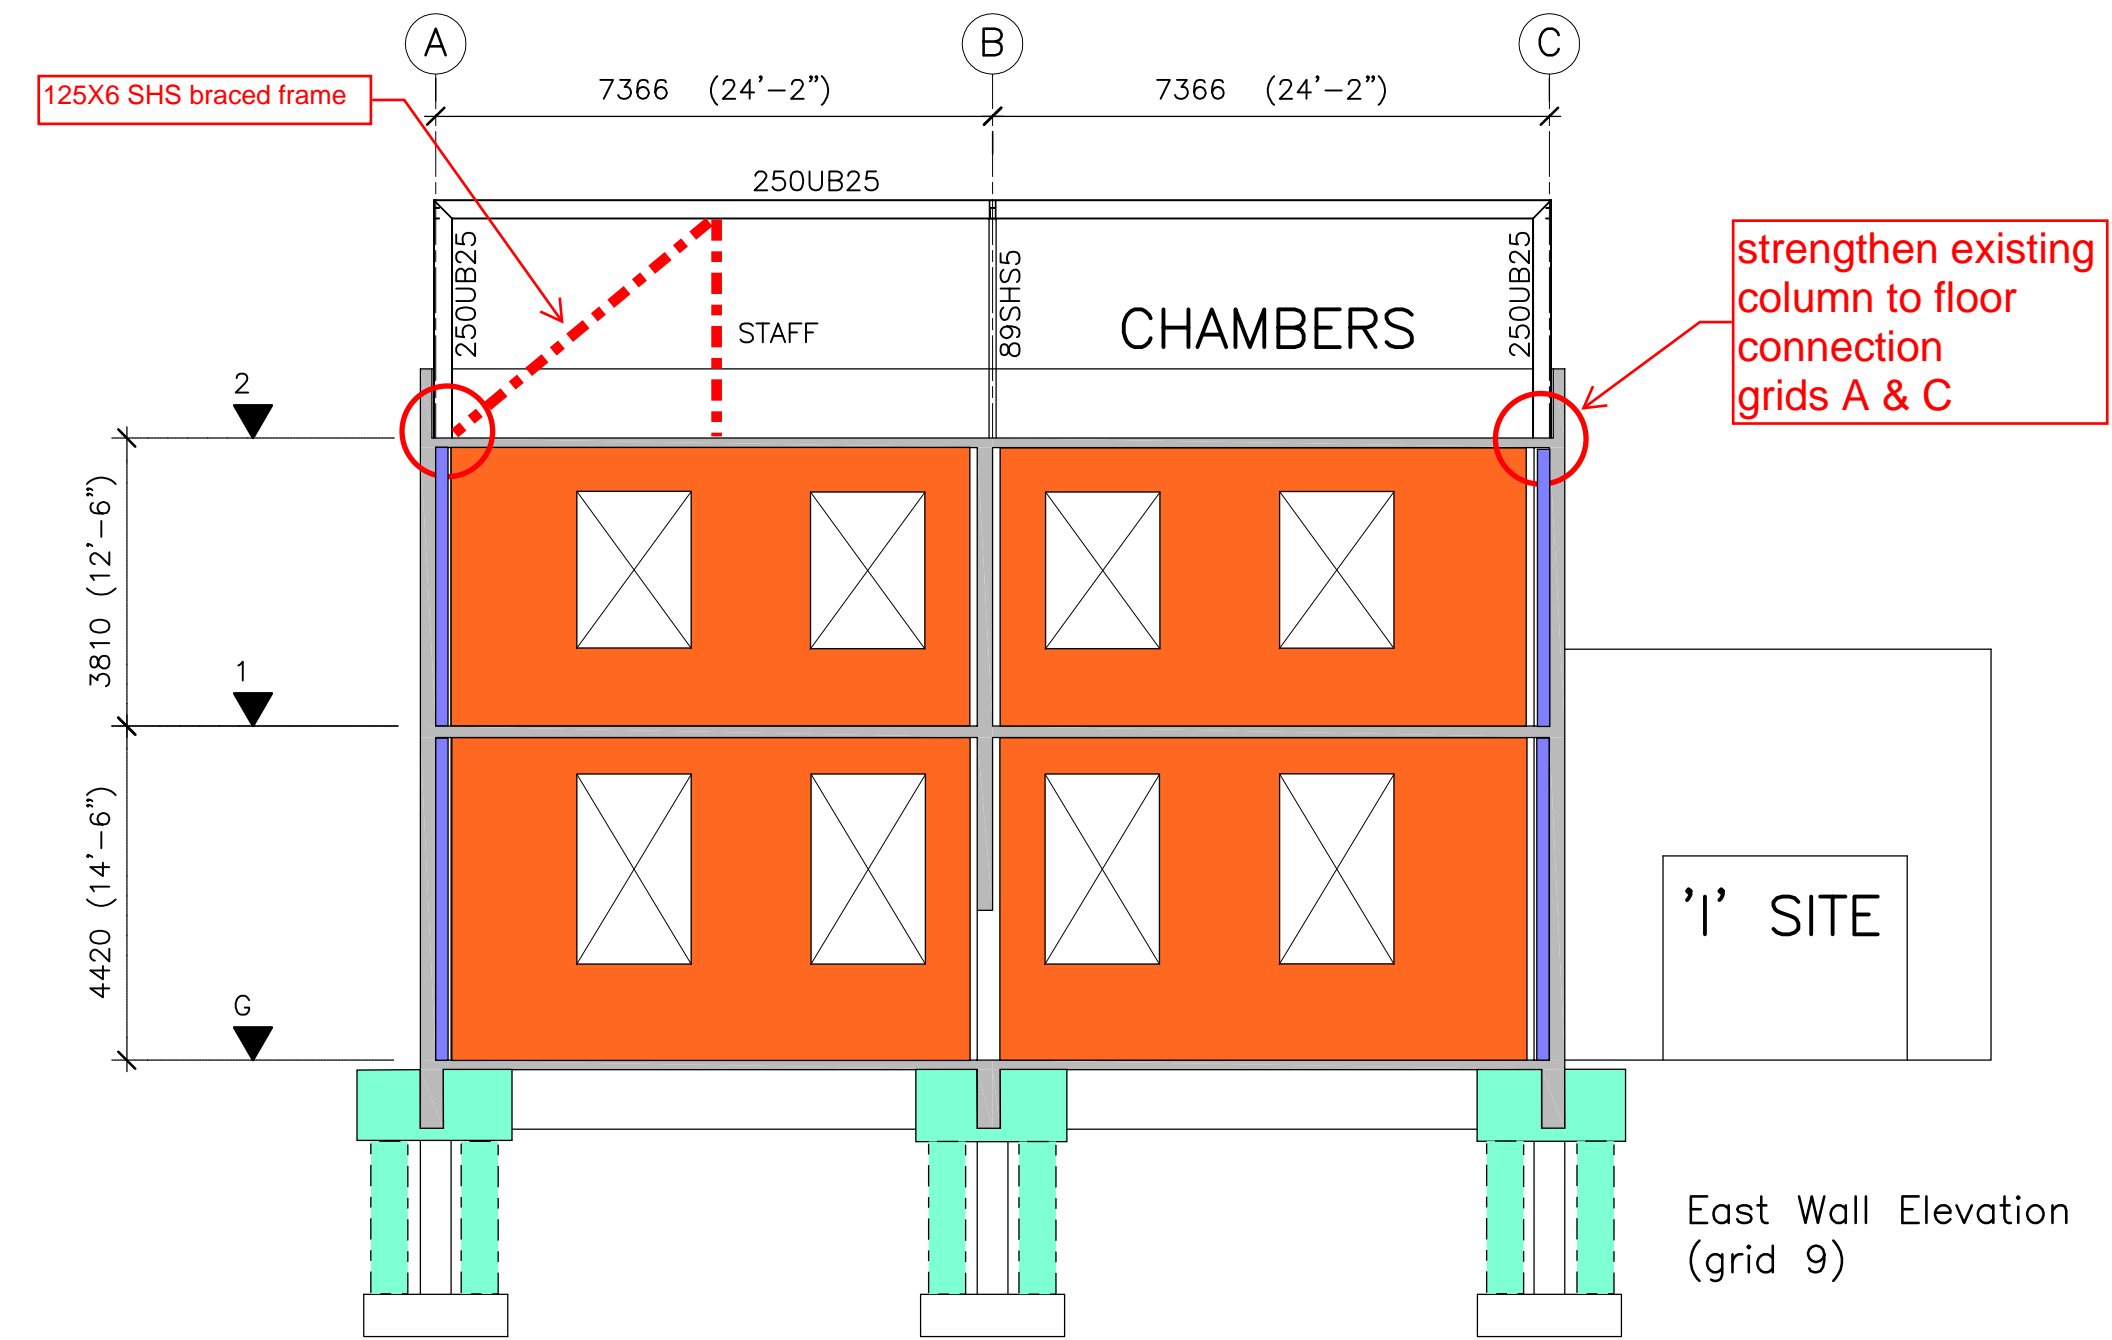 A
B
C
125X6 SHS braced frame
7366 (24'-2")
7366 (24'-2")
250UB25
250UB25
89SHS5
250UB25
STAFF
CHAMBERS
strengthen existing
column to floor
connection
grids A & C
2
3810 (12'-6")
1
4420 (14'-6")
G
'I' SITE
East Wall Elevation
(grid 9)